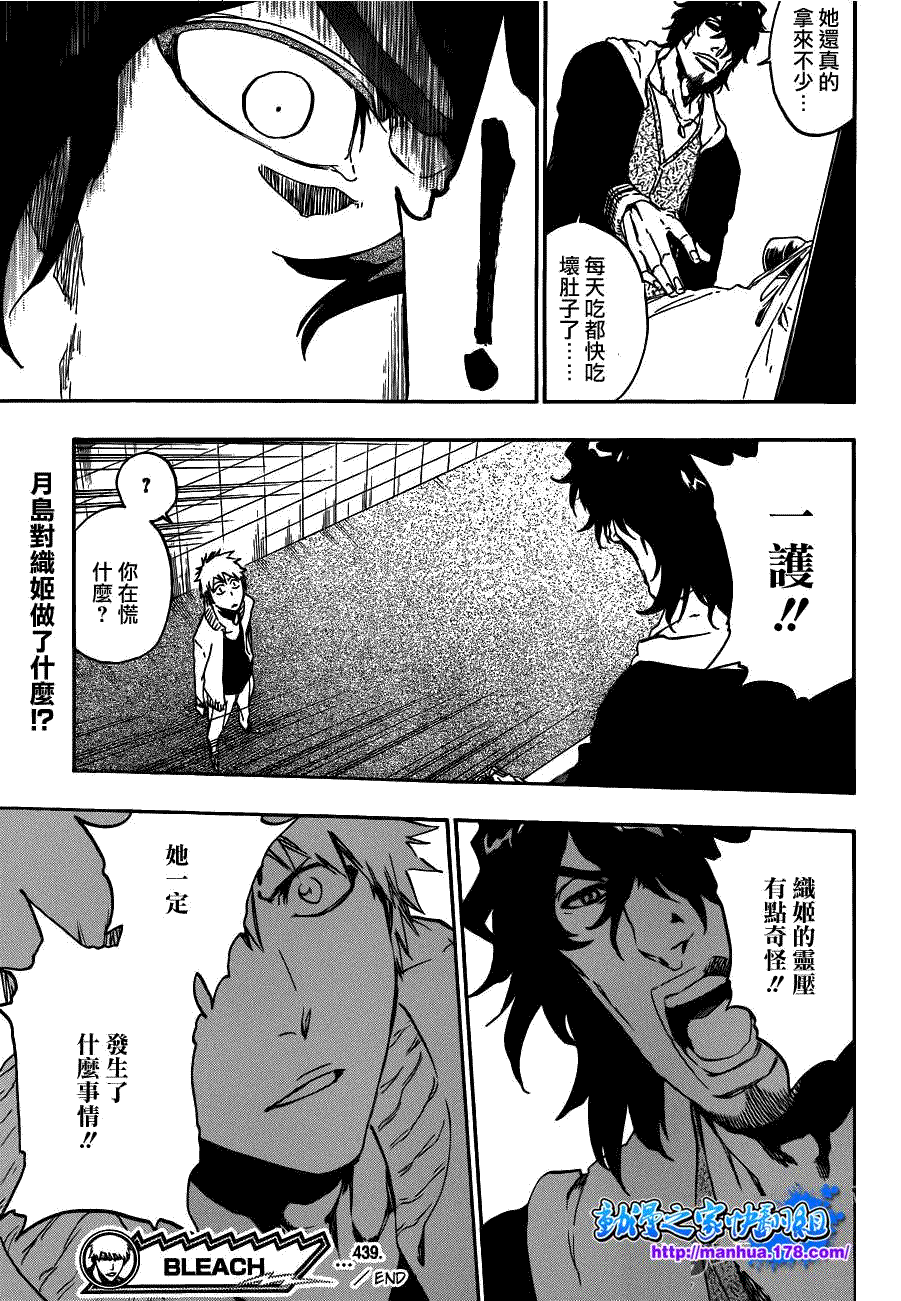 她還真的
拿來不少…
每天吃都快吃
壞肚子了……
!
一護!!
?
你在慌
什麼?
月島對織姬做了什麼!?
織姬的靈壓
有點奇怪!!
她一定
發生了
什麼事情!!
BLEACH
439.
...
/ END
動漫之家协翻组
http://manhua.178.com/